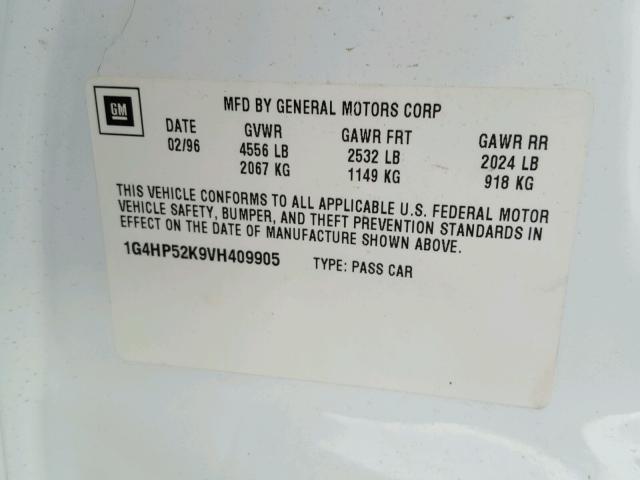 GM
MFD BY GENERAL MOTORS CORP
DATE GVWR GAWR FRT GAWR RR
02/96 4556 LB 2532 LB 2024 LB
2067 KG 1149 KG 918 KG
THIS VEHICLE CONFORMS TO ALL APPLICABLE U.S. FEDERAL MOTOR
VEHICLE SAFETY, BUMPER, AND THEFT PREVENTION STANDARDS IN
EFFECT ON THE DATE OF MANUFACTURE SHOWN ABOVE.
1G4HP52K9VH409905 TYPE: PASS CAR